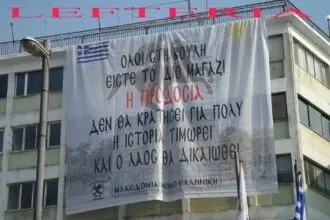 LEFTERIA
ΟΛΟΙ ΣΤΗ ΒΟΥΛΗ
ΕΙΣΤΕ ΤΟ ΙΔΙΟ ΜΑΓΑΖΙ
Η ΠΡΟΔΟΣΙΑ
ΔΕΝ ΘΑ ΚΡΑΤΗΣΕΙ ΓΙΑ ΠΟΛΥ
Η ΙΣΤΟΡΙΑ ΤΙΜΩΡΕΙ
ΚΑΙ Ο ΛΑΟΣ ΘΑ ΔΙΚΑΙΩΘΕΙ
ΜΑΚΕΔΟΝΙΑ ΜΟΝΟ ΕΛΛΗΝΙΚΗ